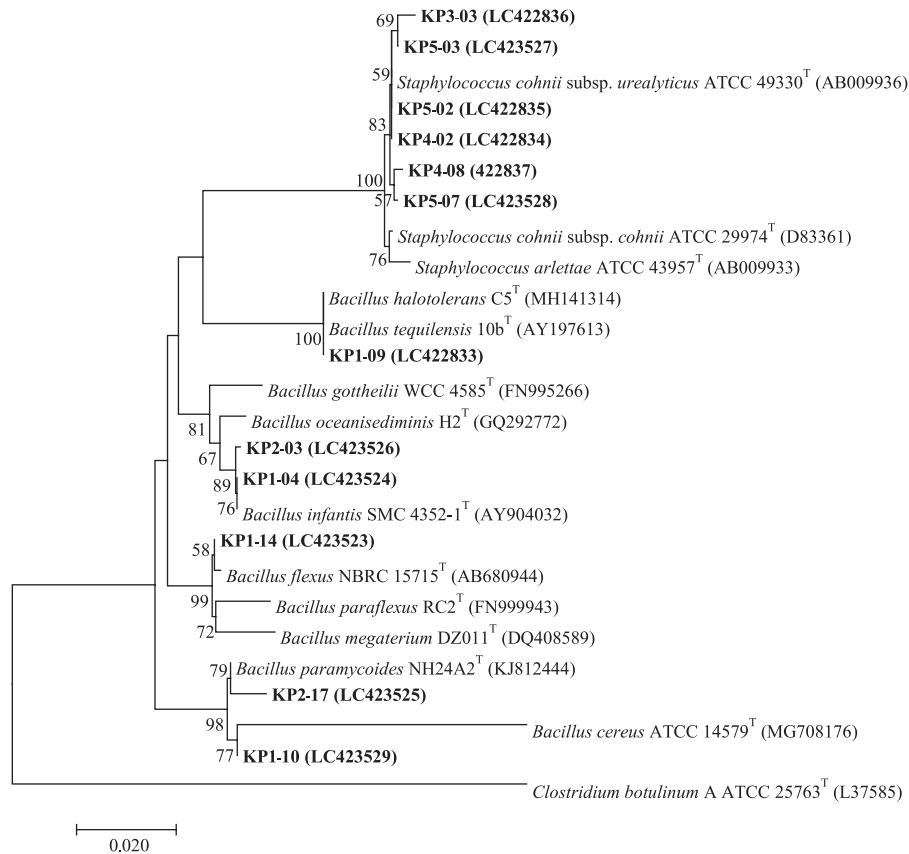 69
KP3-03 (LC422836)
KP5-03 (LC423527)
59
Staphylococcus cohnii subsp. urealyticus ATCC 49330T (AB009936)
KP5-02 (LC422835)
83
KP4-02 (LC422834)
KP4-08 (422837)
100
57
KP5-07 (LC423528)
Staphylococcus cohnii subsp. cohnii ATCC 29974T (D83361)
76
Staphylococcus arlettae ATCC 43957T (AB009933)
Bacillus halotolerans C5T (MH141314)
Bacillus tequilensis 10bT (AY197613)
100
KP1-09 (LC422833)
Bacillus gottheilii WCC 4585T (FN995266)
Bacillus oceanisediminis H2T (GQ292772)
81
KP2-03 (LC423526)
67
KP1-04 (LC423524)
89
76
Bacillus infantis SMC 4352-1T (AY904032)
KP1-14 (LC423523)
58
Bacillus flexus NBRC 15715T (AB680944)
99
Bacillus paraflexus RC2T (FN999943)
72
Bacillus megaterium DZ011T (DQ408589)
79
Bacillus paramycoides NH24A2T (KJ812444)
KP2-17 (LC423525)
98
Bacillus cereus ATCC 14579T (MG708176)
77
KP1-10 (LC423529)
Clostridium botulinum A ATCC 25763T (L37585)
0.020